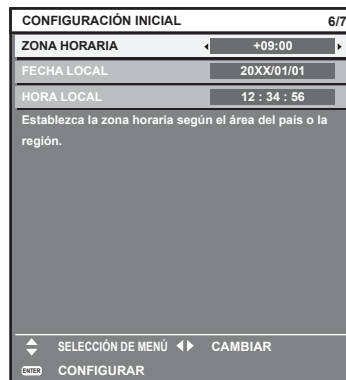 CONFIGURACIÓN INICIAL 6/7
ZONA HORARIA +09:00
FECHA LOCAL 20XX/01/01
HORA LOCAL 12 : 34 : 56
Establezca la zona horaria según el área del país o la
región.
SELECCIÓN DE MENÚ CAMBIAR
ENTER CONFIGURAR